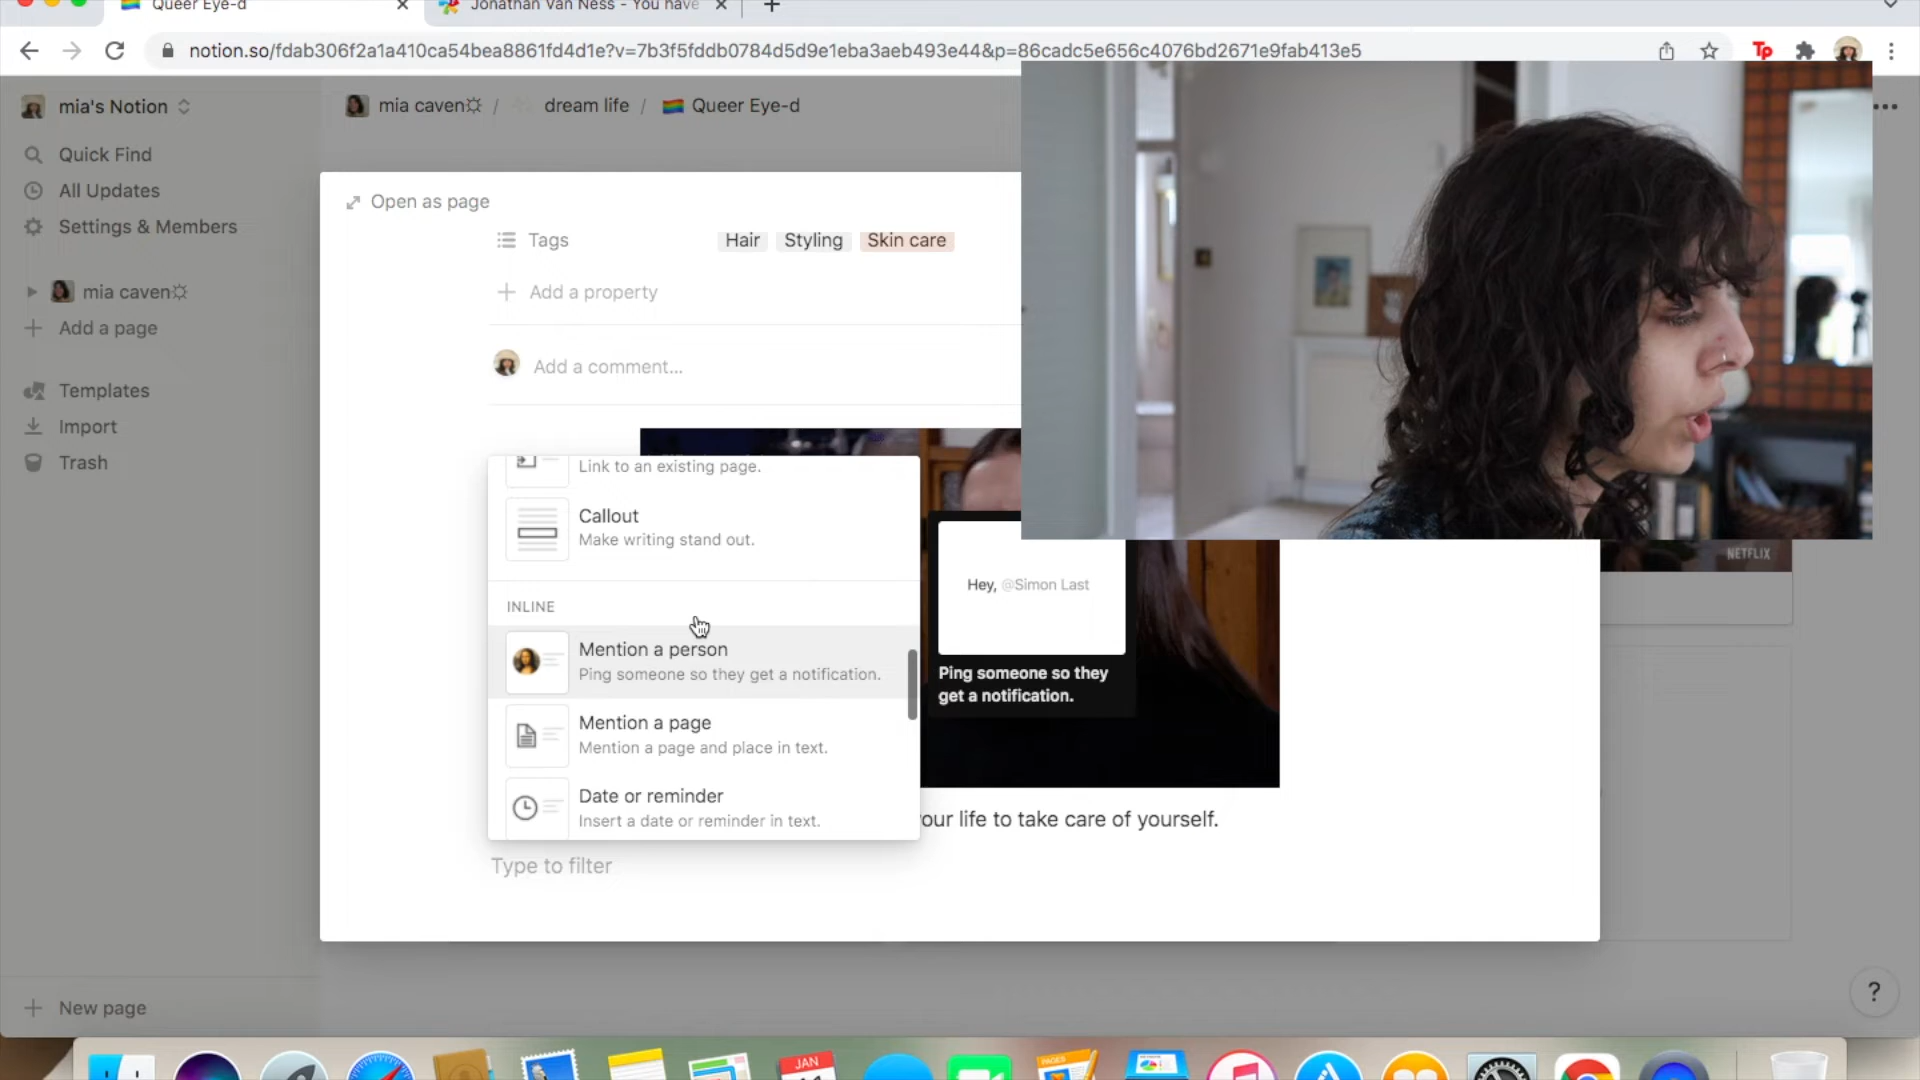 Queer Eye-d
Jonathan Van Ness - You have
notion.so/fdab306f2a1a410ca54bea8861fd4d1e?v=7b3f5fddb0784d5d9e1eba3aeb493e44&p=86cadc5e656c4076bd2671e9fab413e5
Tp
mia's Notion
mia caven☼ / dream life / Queer Eye-d
Quick Find
All Updates
Settings & Members
mia caven☼
Add a page
Templates
Import
Trash
New page
Open as page
Tags
Hair Styling Skin care
Add a property
Add a comment...
Link to an existing page.
Callout
Make writing stand out.
INLINE
Mention a person
Ping someone so they get a notification.
Mention a page
Mention a page and place in text.
Date or reminder
Insert a date or reminder in text.
Hey, @Simon Last
Ping someone so they
get a notification.
NETFLIX
our life to take care of yourself.
Type to filter
?
JAN
PAGES